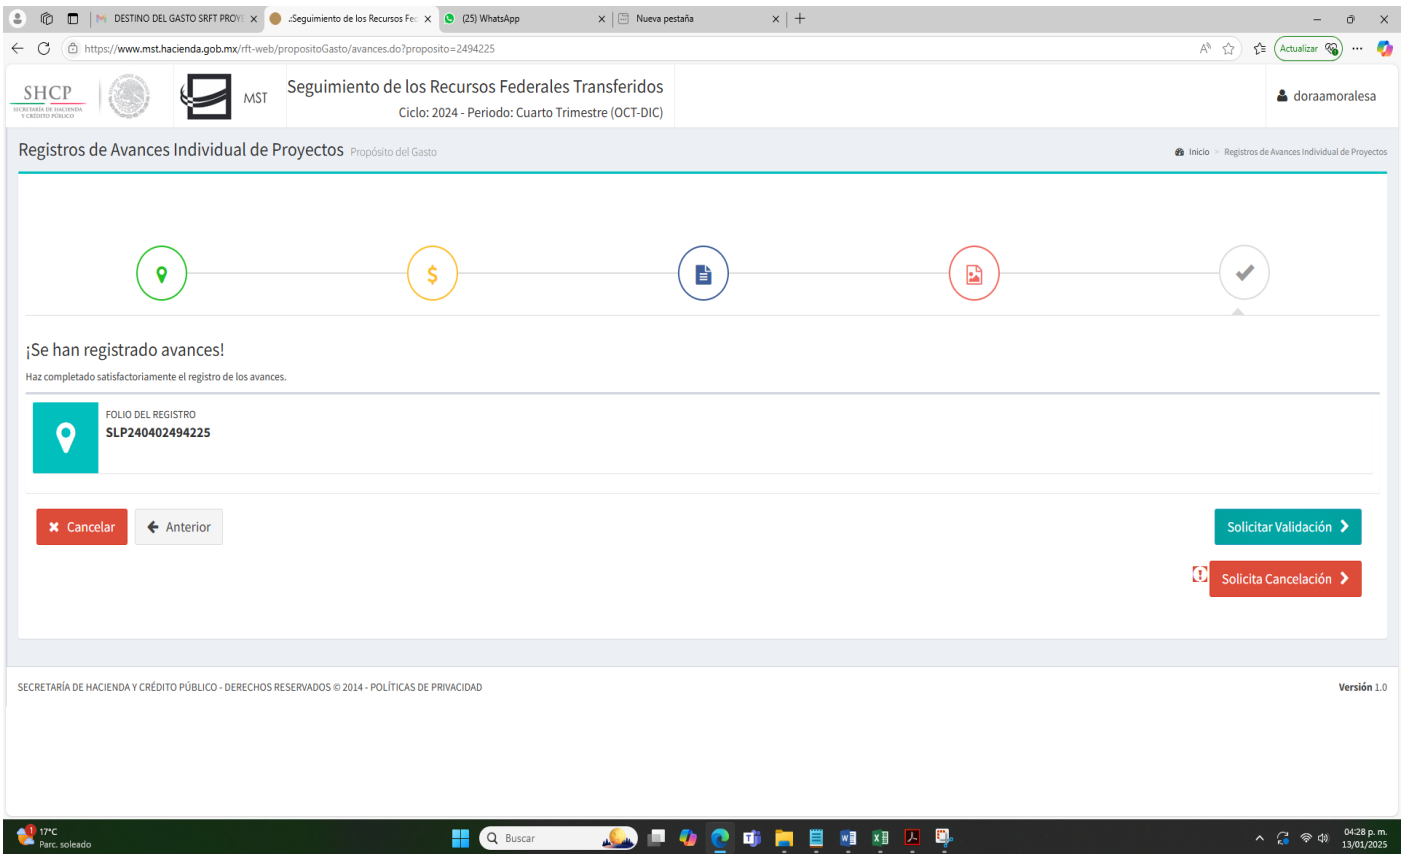 DESTINO DEL GASTO SRFT PROYE
.:Seguimiento de los Recursos Fec
(25) WhatsApp
Nueva pestaña
https://www.mst.hacienda.gob.mx/rft-web/propositoGasto/avances.do?proposito=2494225
Actualizar
SHCP
SECRETARÍA DE HACIENDA
Y CRÉDITO PÚBLICO
MST
Seguimiento de los Recursos Federales Transferidos
Ciclo: 2024 - Periodo: Cuarto Trimestre (OCT-DIC)
doraamoralesa
Registros de Avances Individual de Proyectos Propósito del Gasto
Inicio > Registros de Avances Individual de Proyectos
¡Se han registrado avances!
Haz completado satisfactoriamente el registro de los avances.
FOLIO DEL REGISTRO
SLP240402494225
Cancelar
Anterior
Solicitar Validación
Solicita Cancelación
SECRETARÍA DE HACIENDA Y CRÉDITO PÚBLICO - DERECHOS RESERVADOS © 2014 - POLÍTICAS DE PRIVACIDAD
Versión 1.0
1
17°C
Parc. soleado
Buscar
04:28 p. m.
13/01/2025